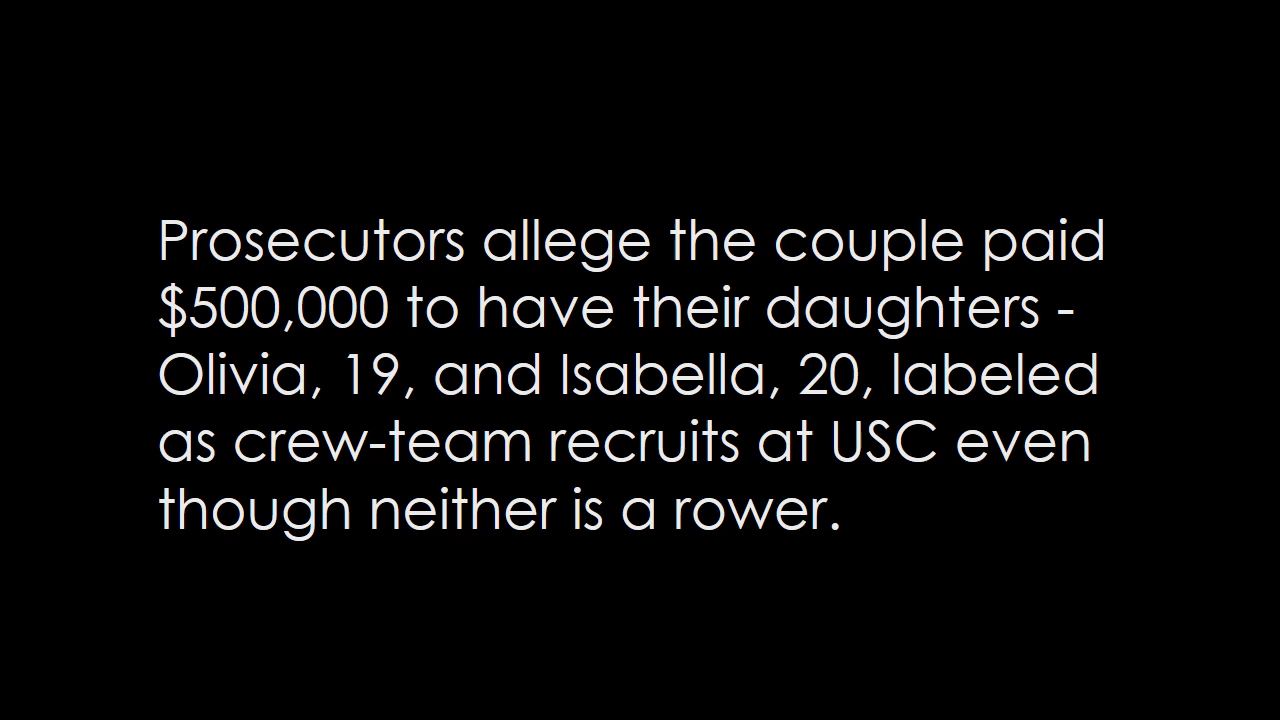 Prosecutors allege the couple paid
$500,000 to have their daughters -
Olivia, 19, and Isabella, 20, labeled
as crew-team recruits at USC even
though neither is a rower.